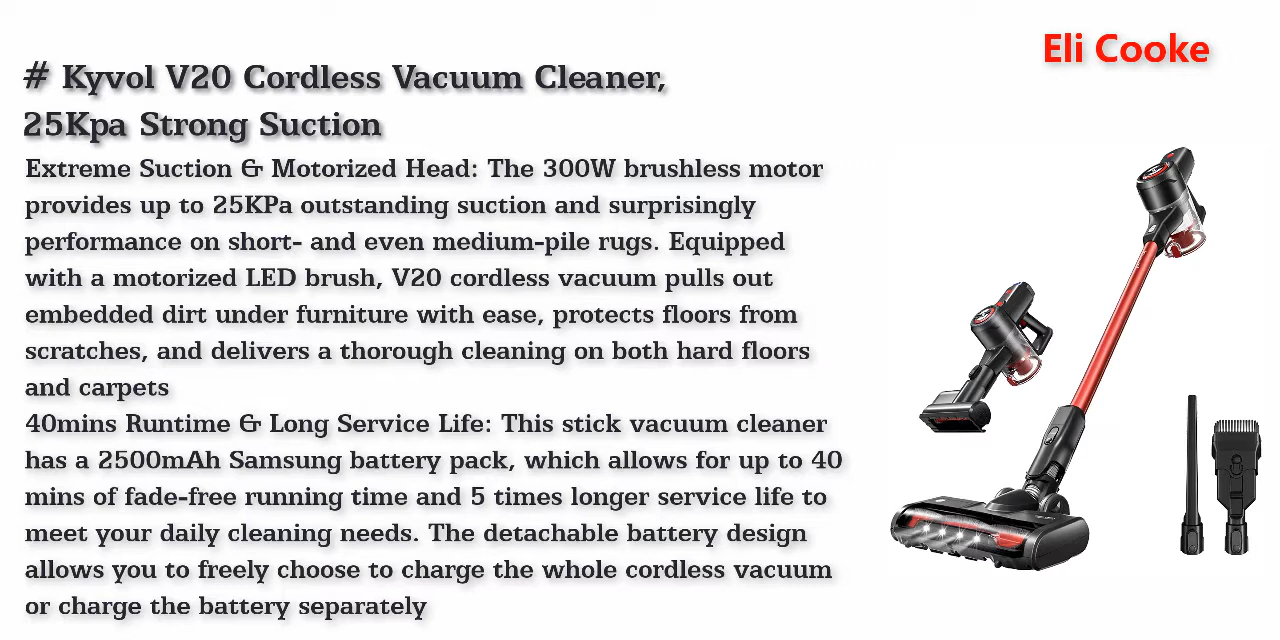 Eli Cooke
# Kyvol V20 Cordless Vacuum Cleaner,
25Kpa Strong Suction
Extreme Suction & Motorized Head: The 300W brushless motor
provides up to 25KPa outstanding suction and surprisingly
performance on short- and even medium-pile rugs. Equipped
with a motorized LED brush, V20 cordless vacuum pulls out
embedded dirt under furniture with ease, protects floors from
scratches, and delivers a thorough cleaning on both hard floors
and carpets
40mins Runtime & Long Service Life: This stick vacuum cleaner
has a 2500mAh Samsung battery pack, which allows for up to 40
mins of fade-free running time and 5 times longer service life to
meet your daily cleaning needs. The detachable battery design
allows you to freely choose to charge the whole cordless vacuum
or charge the battery separately